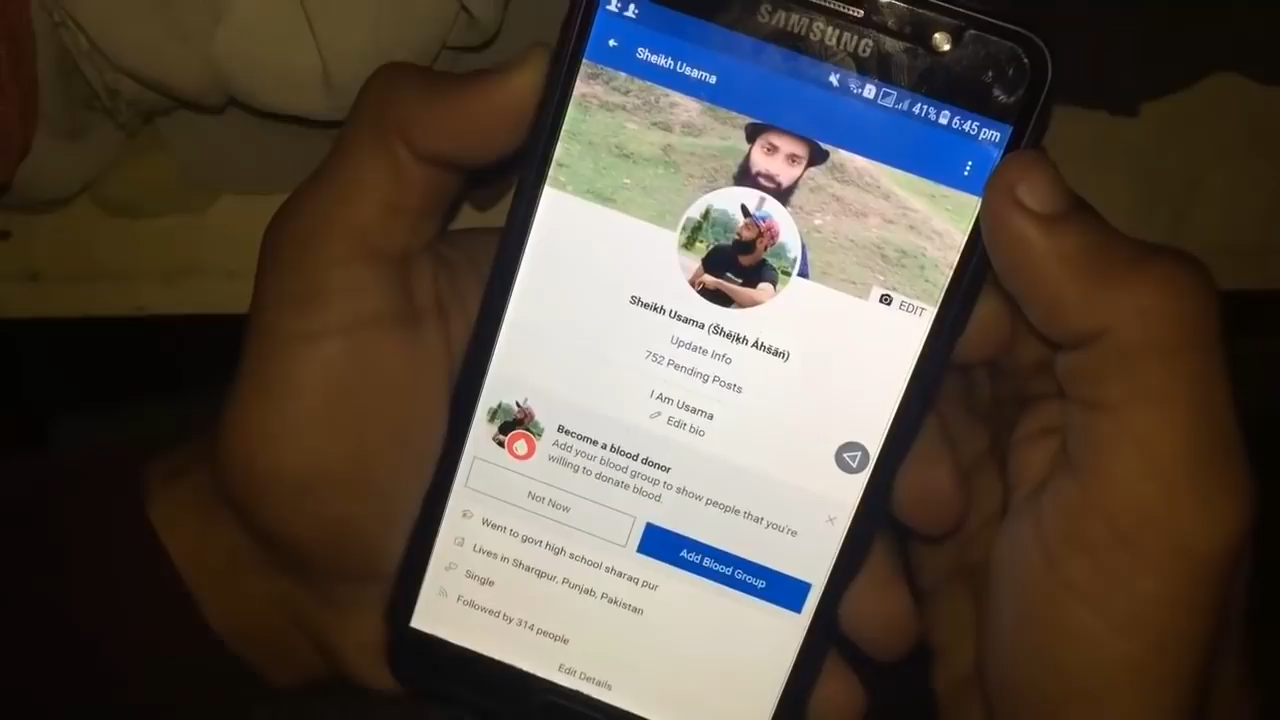 SAMSUNG
41% 6:45 pm
Sheikh Usama
EDIT
Sheikh Usama (Šhēįķh Áhšāñ)
Update Info
752 Pending Posts
I Am Usama
Edit bio
Become a blood donor
Add your blood group to show people that you're
willing to donate blood.
Not Now
Add Blood Group
Went to govt high school sharaq pur
Lives in Sharqpur, Punjab, Pakistan
Single
Followed by 314 people
Edit Details